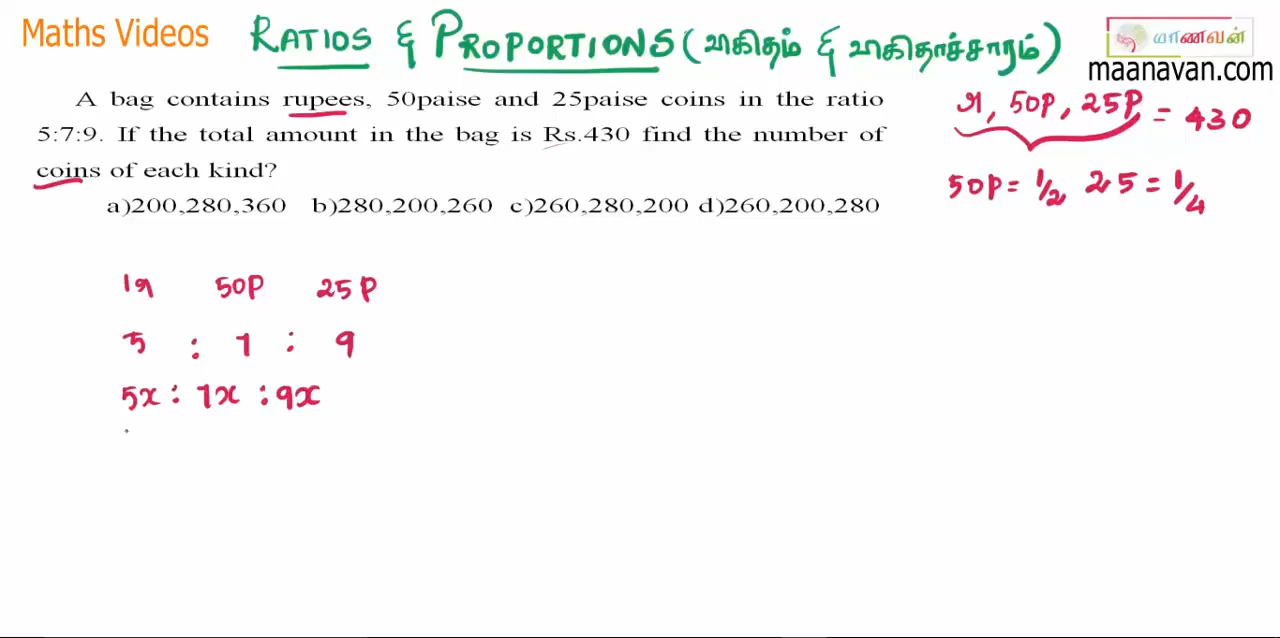 Maths Videos
RATIOS & PROPORTIONS (விகிதம் & விகிதாச்சாரம்)
மாணவன்
maanavan.com
A bag contains rupees, 50paise and 25paise coins in the ratio
5:7:9. If the total amount in the bag is Rs.430 find the number of
coins of each kind?
a)200,280,360 b)280,200,260 c)260,280,200 d)260,200,280
ரூ, 50P, 25P = 430
50P = 1/2, 25 = 1/4
1ரூ 50P 25P
5 : 7 : 9
5x : 7x : 9x